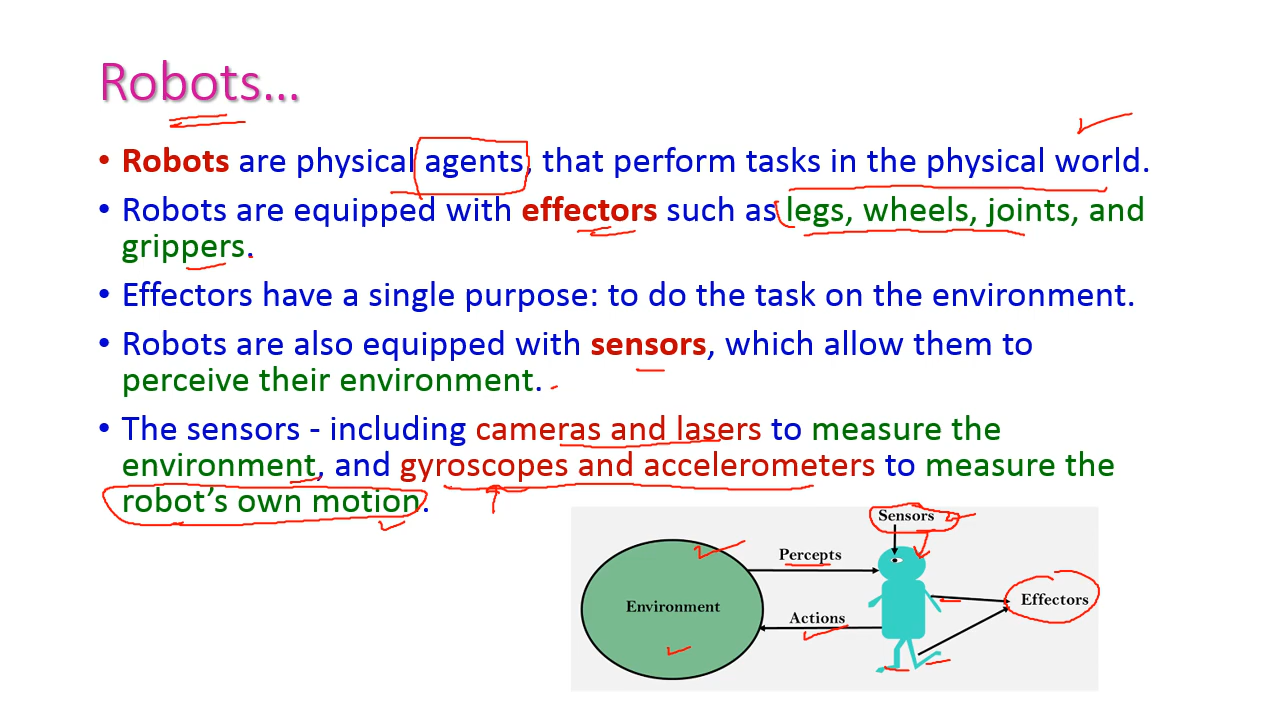 Robots...
• Robots are physical agents, that perform tasks in the physical world.
• Robots are equipped with effectors such as legs, wheels, joints, and
grippers.
• Effectors have a single purpose: to do the task on the environment.
• Robots are also equipped with sensors, which allow them to
perceive their environment.
• The sensors - including cameras and lasers to measure the
environment, and gyroscopes and accelerometers to measure the
robot's own motion.
Sensors
Percepts
Environment
Effectors
Actions